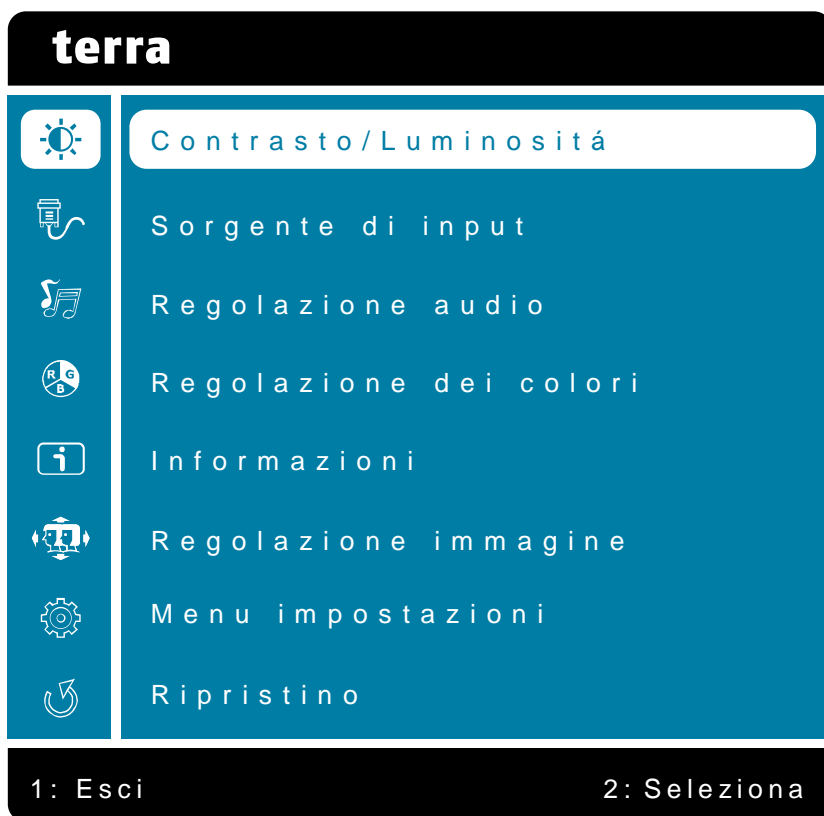 terra
Contrasto/Luminositá
Sorgente di input
Regolazione audio
R G
B
Regolazione dei colori
i
Informazioni
Regolazione immagine
Menu impostazioni
Ripristino
1: Esci 2: Seleziona